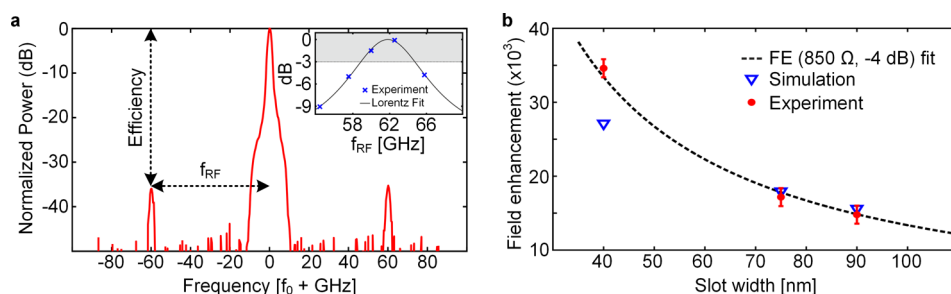 a
Normalized Power (dB)
0
-10
-20
-30
-40
Efficiency
f_RF
-80
-60
-40
-20
0
20
40
60
80
Frequency [f₀ + GHz]
dB
0
-3
-6
-9
× Experiment
— Lorentz Fit
58
62
66
f_RF [GHz]
b
Field enhancement (x10³)
40
30
20
10
FE (850 Ω, -4 dB) fit
Simulation
Experiment
40
50
60
70
80
90
100
Slot width [nm]